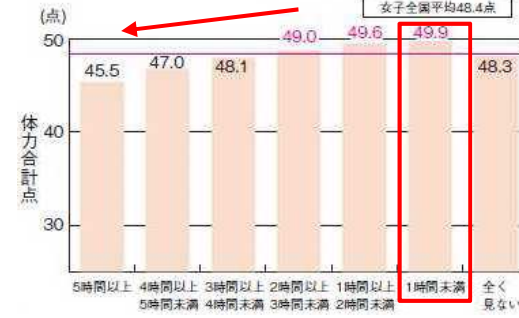 (点)
女子全国平均48.4点
50
40
30
体力合計点
45.5
47.0
48.1
49.0
49.6
49.9
48.3
5時間以上
4時間以上
5時間未満
3時間以上
4時間未満
2時間以上
3時間未満
1時間以上
2時間未満
1時間未満
全く
見ない